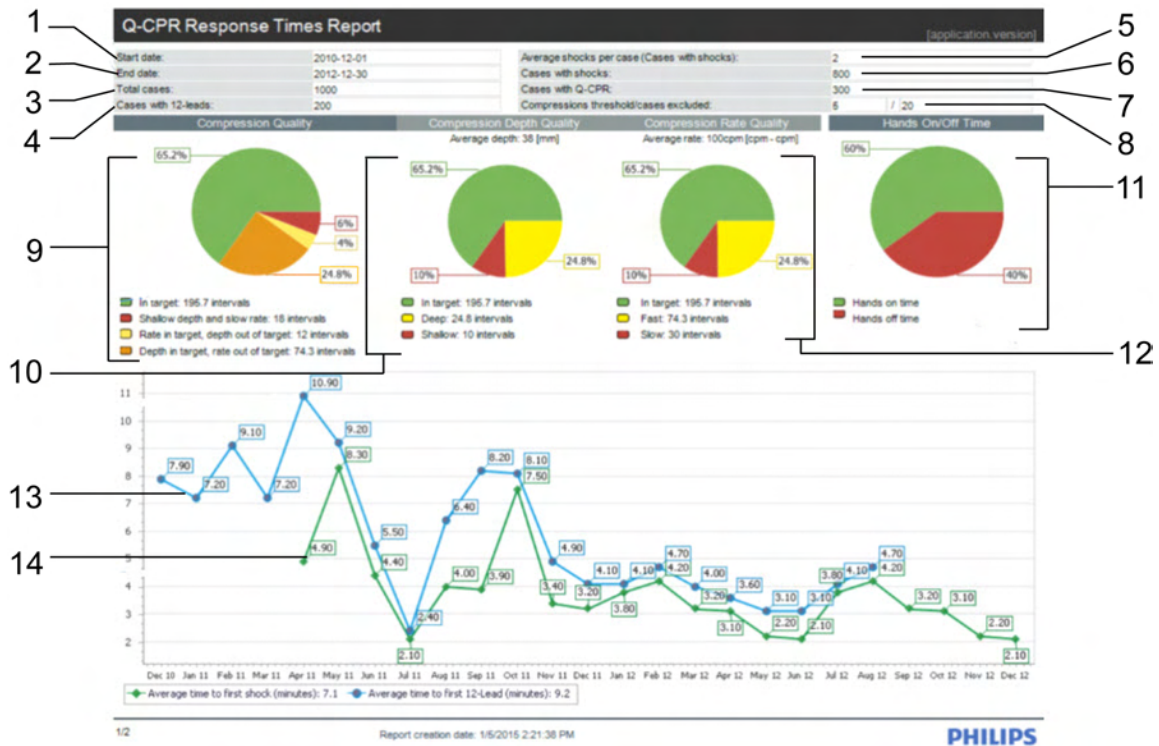 Q-CPR Response Times Report
[application.version]
1
2
3
4
5
6
7
8
Start date: 2010-12-01
End date: 2012-12-30
Total cases: 1000
Cases with 12-leads: 200
Average shocks per case (Cases with shocks): 2
Cases with shocks: 800
Cases with Q-CPR: 300
Compressions threshold/cases excluded: 5 / 20
Compression Quality
Compression Depth Quality
Compression Rate Quality
Hands On/Off Time
9
65.2%
6%
4%
24.8%
In target: 195.7 intervals
Shallow depth and slow rate: 18 intervals
Rate in target, depth out of target: 12 intervals
Depth in target, rate out of target: 74.3 intervals
10
Average depth: 38 [mm]
65.2%
24.8%
10%
In target: 195.7 intervals
Deep: 24.8 intervals
Shallow: 10 intervals
Average rate: 100cpm [cpm - cpm]
65.2%
24.8%
10%
In target: 195.7 intervals
Fast: 74.3 intervals
Slow: 30 intervals
12
60%
40%
Hands on time
Hands off time
11
13
14
11
10
9
8
7
6
5
4
3
2
7.90
7.20
9.10
7.20
10.90
9.20
5.50
2.40
6.40
8.20
8.10
4.90
4.10
4.10
4.70
4.00
3.60
3.10
3.10
4.10
4.70
4.90
8.30
4.40
2.10
4.00
3.90
7.50
3.40
3.20
3.80
4.20
3.20
3.10
2.20
2.10
3.80
4.20
3.20
3.10
2.20
2.10
Dec 10 Jan 11 Feb 11 Mar 11 Apr 11 May 11 Jun 11 Jul 11 Aug 11 Sep 11 Oct 11 Nov 11 Dec 11 Jan 12 Feb 12 Mar 12 Apr 12 May 12 Jun 12 Jul 12 Aug 12 Sep 12 Oct 12 Nov 12 Dec 12
Average time to first shock (minutes): 7.1 Average time to first 12-Lead (minutes): 9.2
1/2
Report creation date: 1/5/2015 2:21:38 PM
PHILIPS